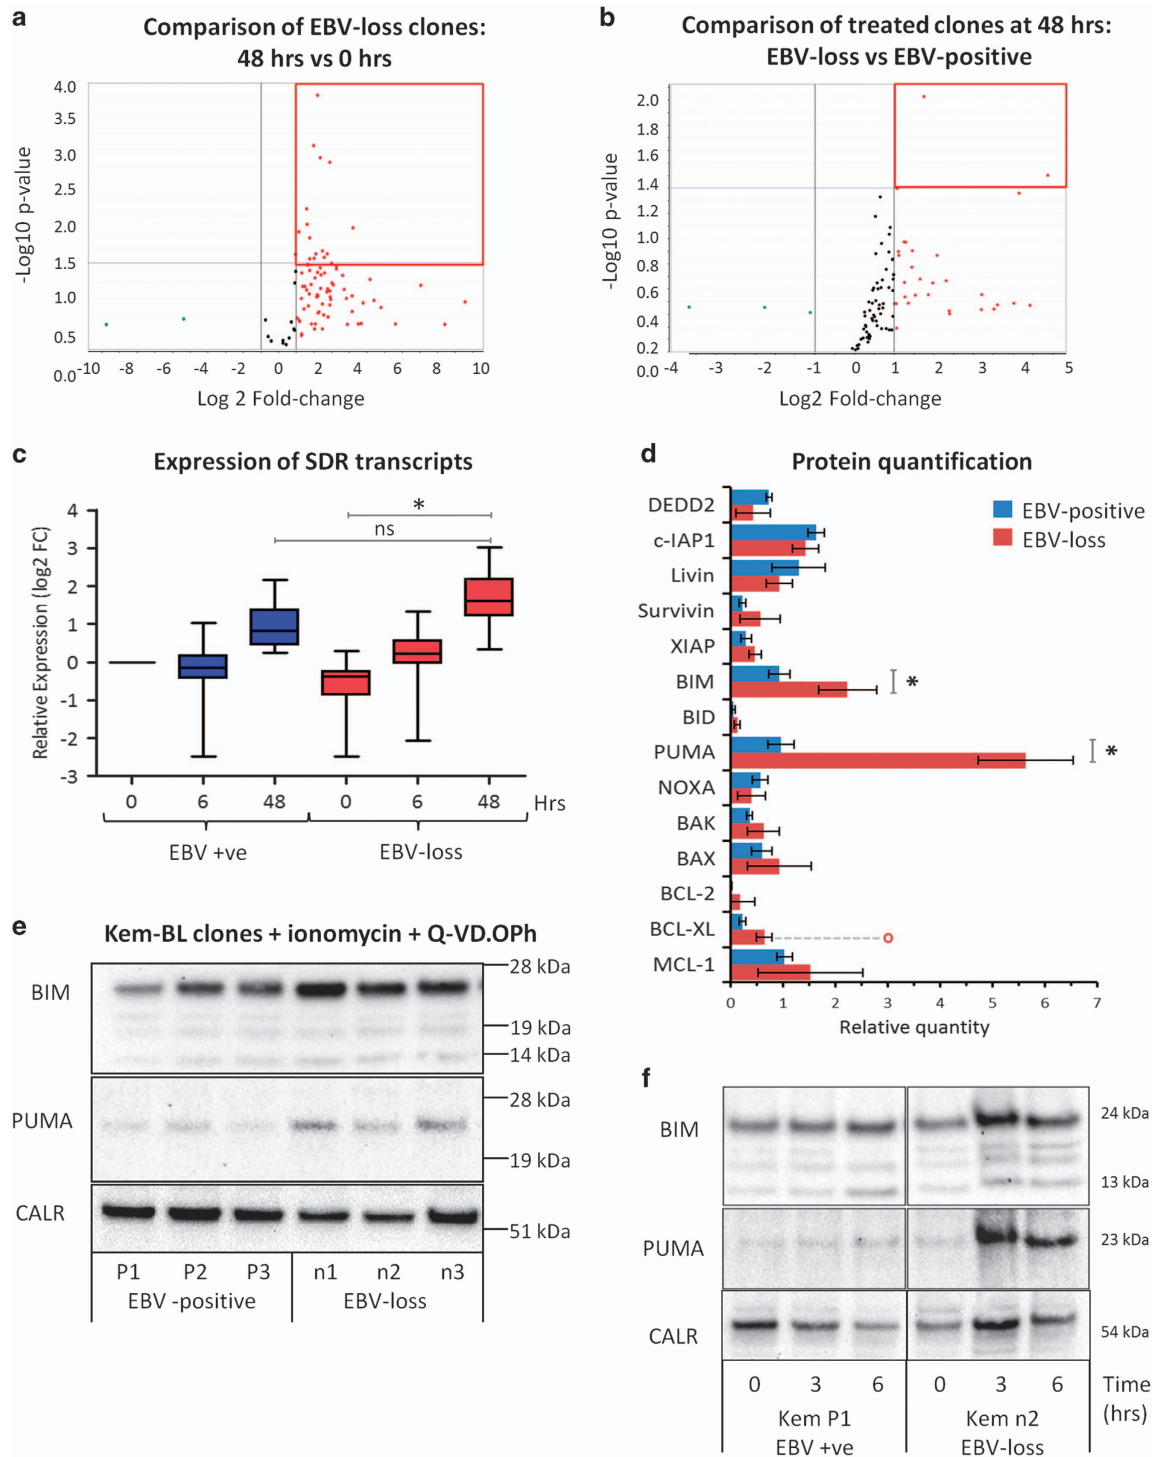 a
Comparison of EBV-loss clones:
48 hrs vs 0 hrs
-Log10 p-value
4.0
3.5
3.0
2.5
2.0
1.5
1.0
0.5
0.0
-10 -8 -6 -4 -2 0 2 4 6 8 10
Log 2 Fold-change
b
Comparison of treated clones at 48 hrs:
EBV-loss vs EBV-positive
-Log10 p-value
2.0
1.8
1.6
1.4
1.0
0.8
0.6
0.4
0.2
0.0
-4 -3 -2 -1 0 1 2 3 4 5
Log2 Fold-change
c
Expression of SDR transcripts
Relative Expression (log2 FC)
4
3
2
1
0
-1
-2
-3
*
ns
0 6 48 0 6 48 Hrs
EBV +ve EBV-loss
d
Protein quantification
EBV-positive
EBV-loss
DEDD2
c-IAP1
Livin
Survivin
XIAP
BIM *
BID
PUMA *
NOXA
BAK
BAX
BCL-2
BCL-XL
MCL-1
0 1 2 3 4 5 6 7
Relative quantity
e
Kem-BL clones + ionomycin + Q-VD.OPh
BIM
28 kDa
19 kDa
14 kDa
PUMA
28 kDa
19 kDa
CALR
51 kDa
P1 P2 P3 n1 n2 n3
EBV -positive EBV-loss
f
BIM
24 kDa
13 kDa
PUMA
23 kDa
CALR
54 kDa
0 3 6 0 3 6 Time
(hrs)
Kem P1 Kem n2
EBV +ve EBV-loss